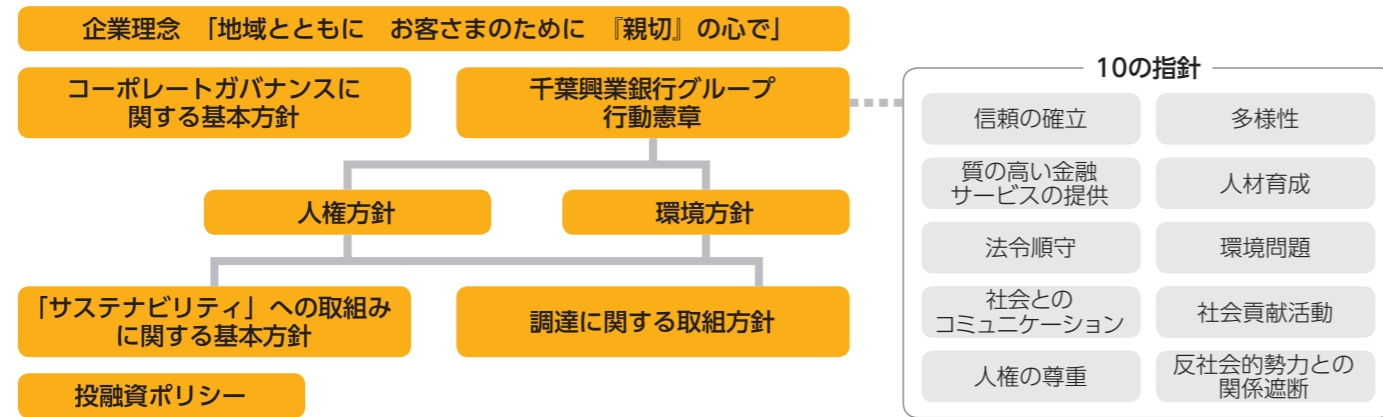 企業理念 「地域とともに お客さまのために 『親切』の心で」
コーポレートガバナンスに
関する基本方針
千葉興業銀行グループ
行動憲章
人権方針
環境方針
「サステナビリティ」への取組み
に関する基本方針
調達に関する取組方針
投融資ポリシー
10の指針
信頼の確立
多様性
質の高い金融
サービスの提供
人材育成
法令順守
環境問題
社会との
コミュニケーション
社会貢献活動
人権の尊重
反社会的勢力との
関係遮断